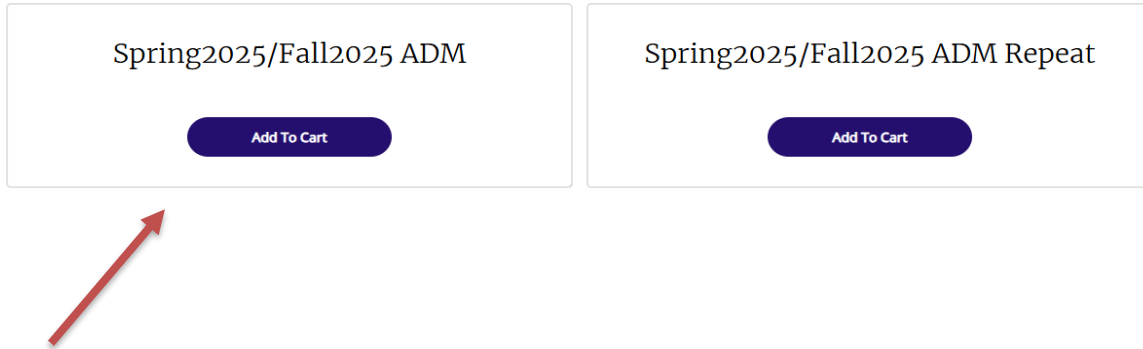 Spring2025/Fall2025 ADM
Add To Cart
Spring2025/Fall2025 ADM Repeat
Add To Cart